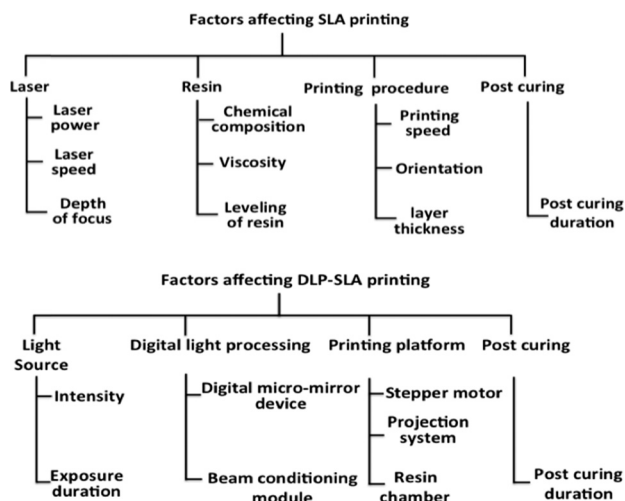 Factors affecting SLA printing
Laser
Laser
power
Laser
speed
Depth
of focus
Resin
Chemical
composition
Viscosity
Leveling
of resin
Printing procedure
Printing
speed
Orientation
layer
thickness
Post curing
Post curing
duration
Factors affecting DLP-SLA printing
Light
Source
Intensity
Exposure
duration
Digital light processing
Digital micro-mirror
device
Beam conditioning
module
Printing platform
Stepper motor
Projection
system
Resin
chamber
Post curing
Post curing
duration